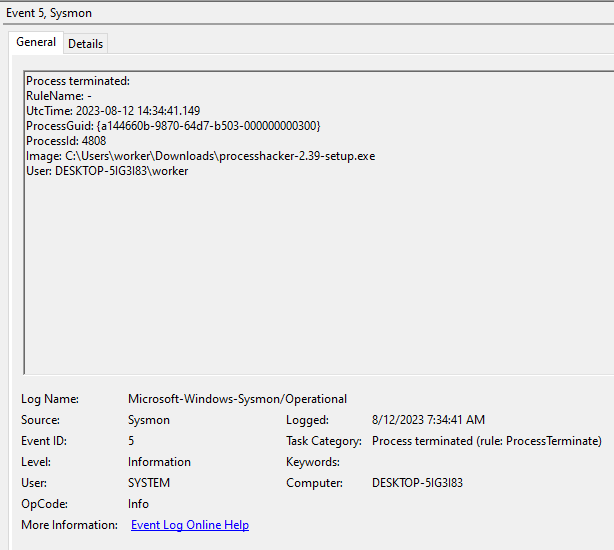 Event 5, Sysmon
General Details
Process terminated:
RuleName: -
UtcTime: 2023-08-12 14:34:41.149
ProcessGuid: {a144660b-9870-64d7-b503-000000000300}
ProcessId: 4808
Image: C:\Users\worker\Downloads\processhacker-2.39-setup.exe
User: DESKTOP-5IG3I83\worker
Log Name: Microsoft-Windows-Sysmon/Operational
Source: Sysmon Logged: 8/12/2023 7:34:41 AM
Event ID: 5 Task Category: Process terminated (rule: ProcessTerminate)
Level: Information Keywords:
User: SYSTEM Computer: DESKTOP-5IG3I83
OpCode: Info
More Information: Event Log Online Help